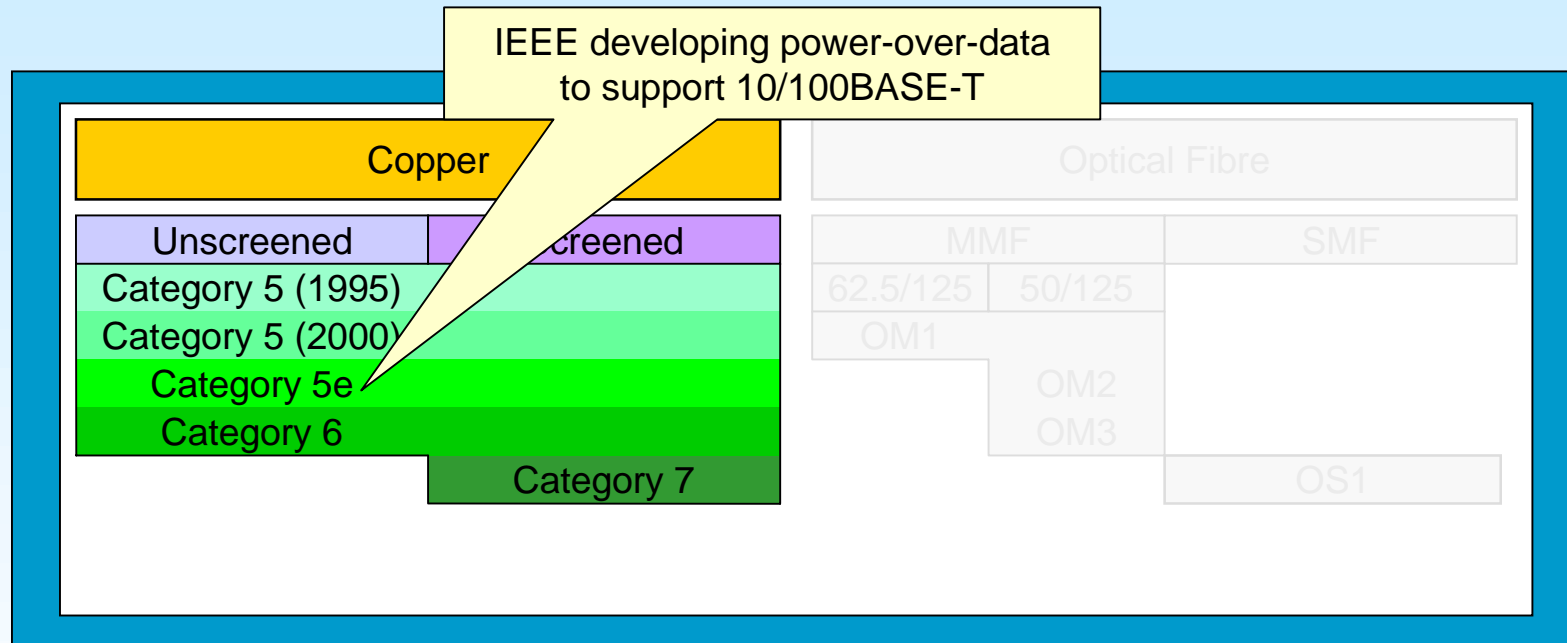 IEEE developing power-over-data
to support 10/100BASE-T
Copper
Optical Fibre
Unscreened
creened
MMF
SMF
Category 5 (1995)
62.5/125
50/125
Category 5 (2000)
OM1
Category 5e
OM2
Category 6
OM3
Category 7
OS1